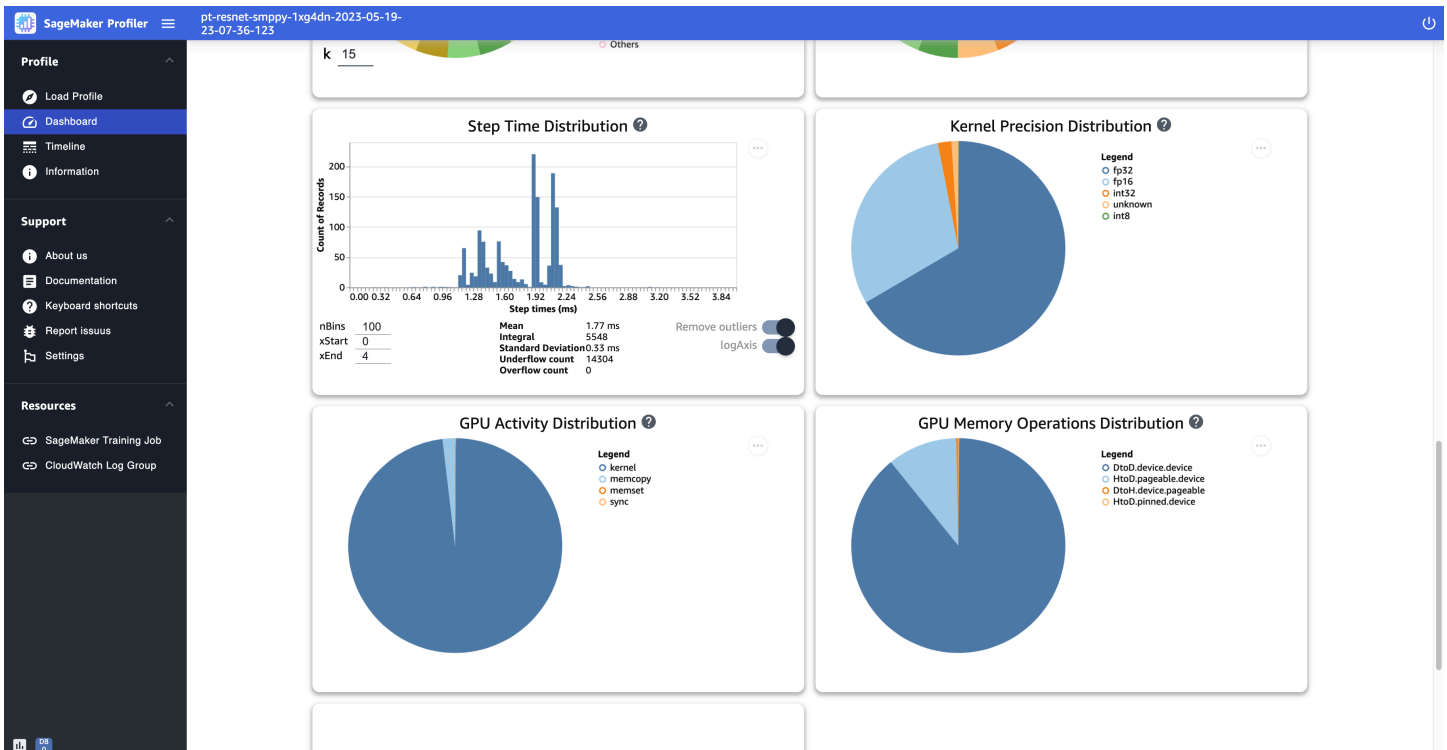 SageMaker Profiler
pt-resnet-smppy-1xg4dn-2023-05-19-
23-07-36-123
Profile
Load Profile
Dashboard
Timeline
Information
Support
About us
Documentation
Keyboard shortcuts
Report issuus
Settings
Resources
SageMaker Training Job
CloudWatch Log Group
DB
0
k 15
Others
Step Time Distribution ?
200
150
100
50
0
Count of Records
0.00 0.32 0.64 0.96 1.28 1.60 1.92 2.24 2.56 2.88 3.20 3.52 3.84
Step times (ms)
nBins 100
xStart 0
xEnd 4
Mean 1.77 ms
Integral 5548
Standard Deviation 0.33 ms
Underflow count 14304
Overflow count 0
Remove outliers
logAxis
Kernel Precision Distribution ?
Legend
fp32
fp16
int32
unknown
int8
GPU Activity Distribution ?
Legend
kernel
memcopy
memset
sync
GPU Memory Operations Distribution ?
Legend
DtoD.device.device
HtoD.pageable.device
DtoH.device.pageable
HtoD.pinned.device